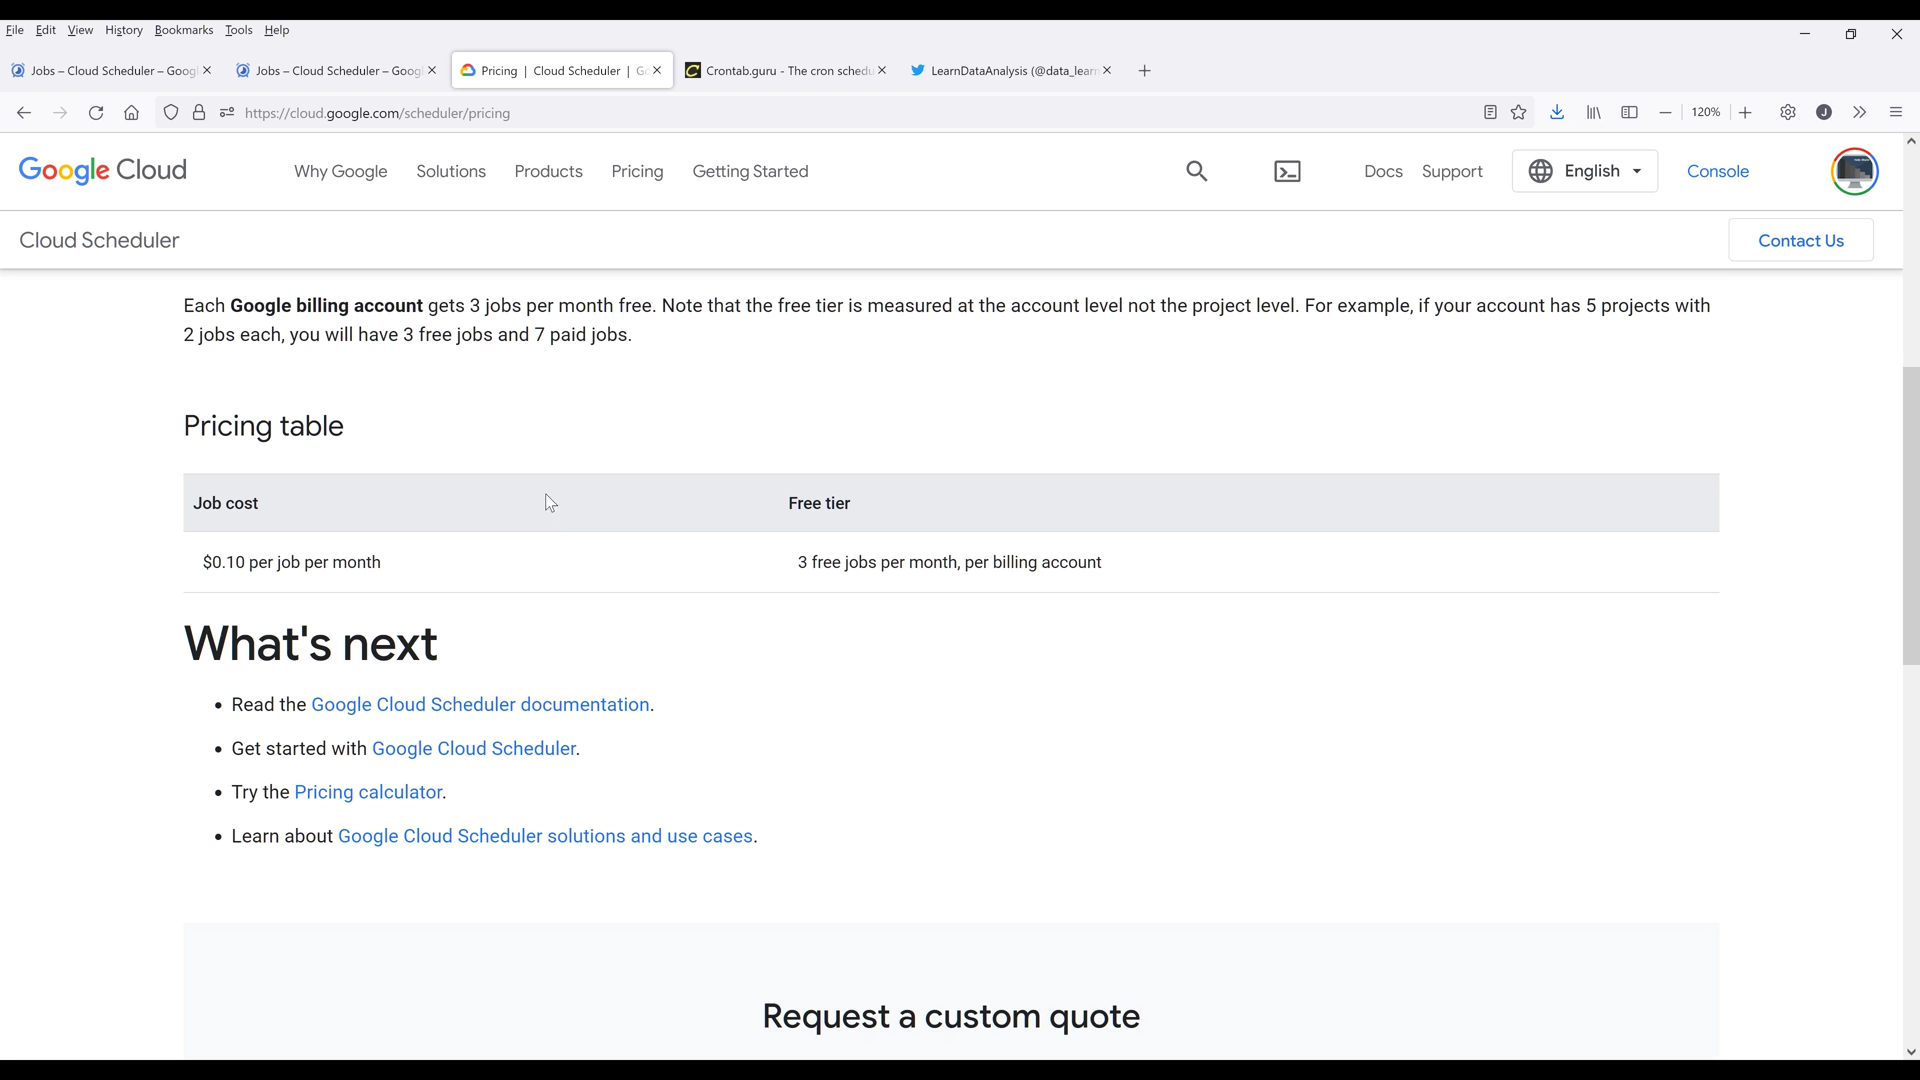 File Edit View History Bookmarks Tools Help
Jobs – Cloud Scheduler – Goog Jobs – Cloud Scheduler – Goog Pricing | Cloud Scheduler | Go Crontab.guru - The cron schedu LearnDataAnalysis (@data_learn
https://cloud.google.com/scheduler/pricing 120% J
Google Cloud Why Google Solutions Products Pricing Getting Started Docs Support English Console
Cloud Scheduler Contact Us
Each Google billing account gets 3 jobs per month free. Note that the free tier is measured at the account level not the project level. For example, if your account has 5 projects with
2 jobs each, you will have 3 free jobs and 7 paid jobs.
Pricing table
Job cost Free tier
$0.10 per job per month 3 free jobs per month, per billing account
What's next
• Read the Google Cloud Scheduler documentation.
• Get started with Google Cloud Scheduler.
• Try the Pricing calculator.
• Learn about Google Cloud Scheduler solutions and use cases.
Request a custom quote